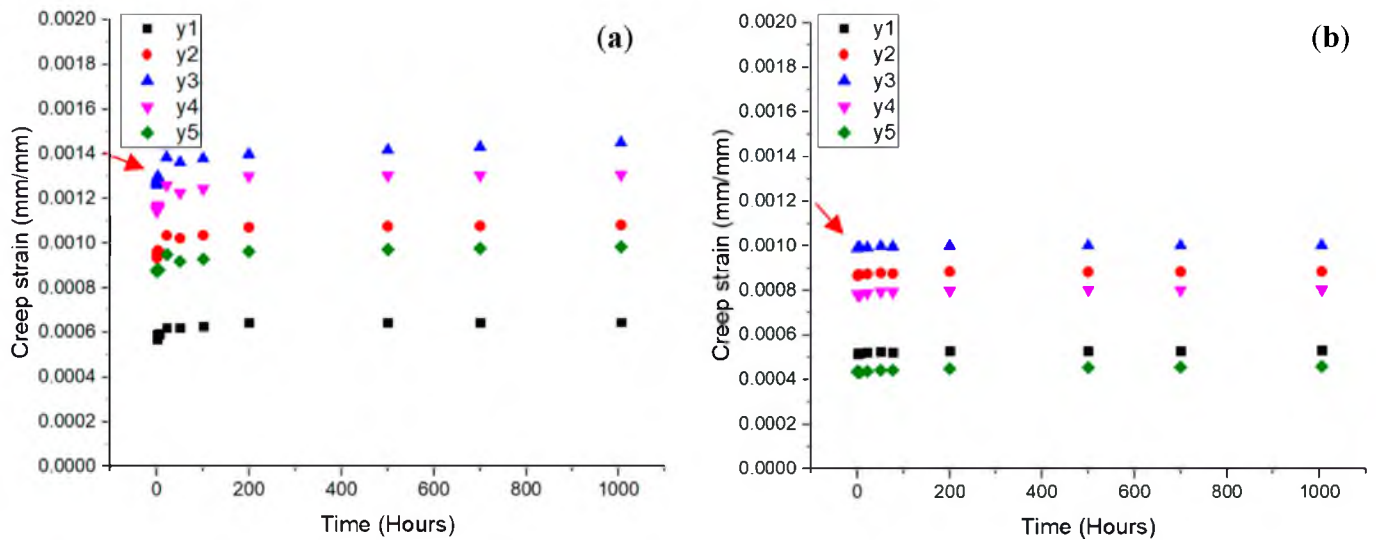 (a)
y1
y2
y3
y4
y5
0.0020
0.0018
0.0016
0.0014
0.0012
0.0010
0.0008
0.0006
0.0004
0.0002
0.0000
Creep strain (mm/mm)
0
200
400
600
800
1000
Time (Hours)
(b)
y1
y2
y3
y4
y5
0.0020
0.0018
0.0016
0.0014
0.0012
0.0010
0.0008
0.0006
0.0004
0.0002
0.0000
Creep strain (mm/mm)
0
200
400
600
800
1000
Time (Hours)